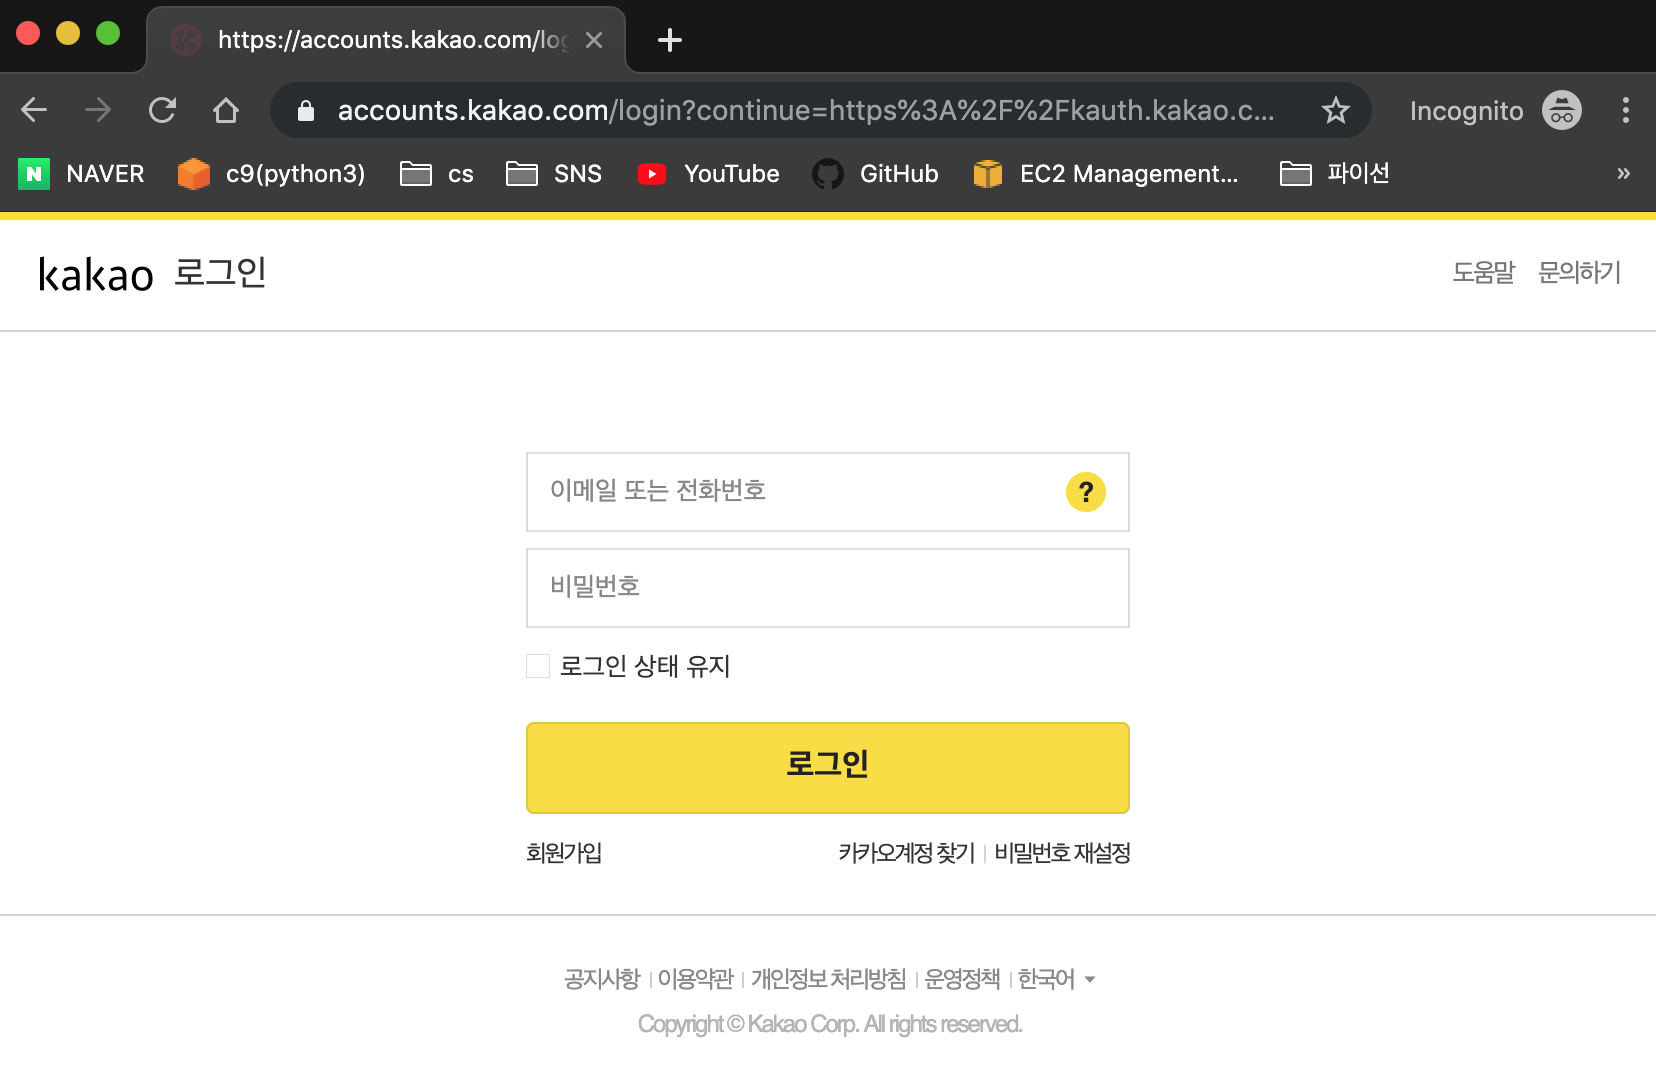 https://accounts.kakao.com/log
accounts.kakao.com/login?continue=https%3A%2F%2Fkauth.kakao.c...
Incognito
NAVER c9(python3) cs SNS YouTube GitHub EC2 Management... 파이선 »
kakao 로그인
도움말 문의하기
이메일 또는 전화번호 ?
비밀번호
로그인 상태 유지
로그인
회원가입 카카오계정 찾기 | 비밀번호 재설정
공지사항 | 이용약관 | 개인정보 처리방침 | 운영정책 | 한국어
Copyright © Kakao Corp. All rights reserved.